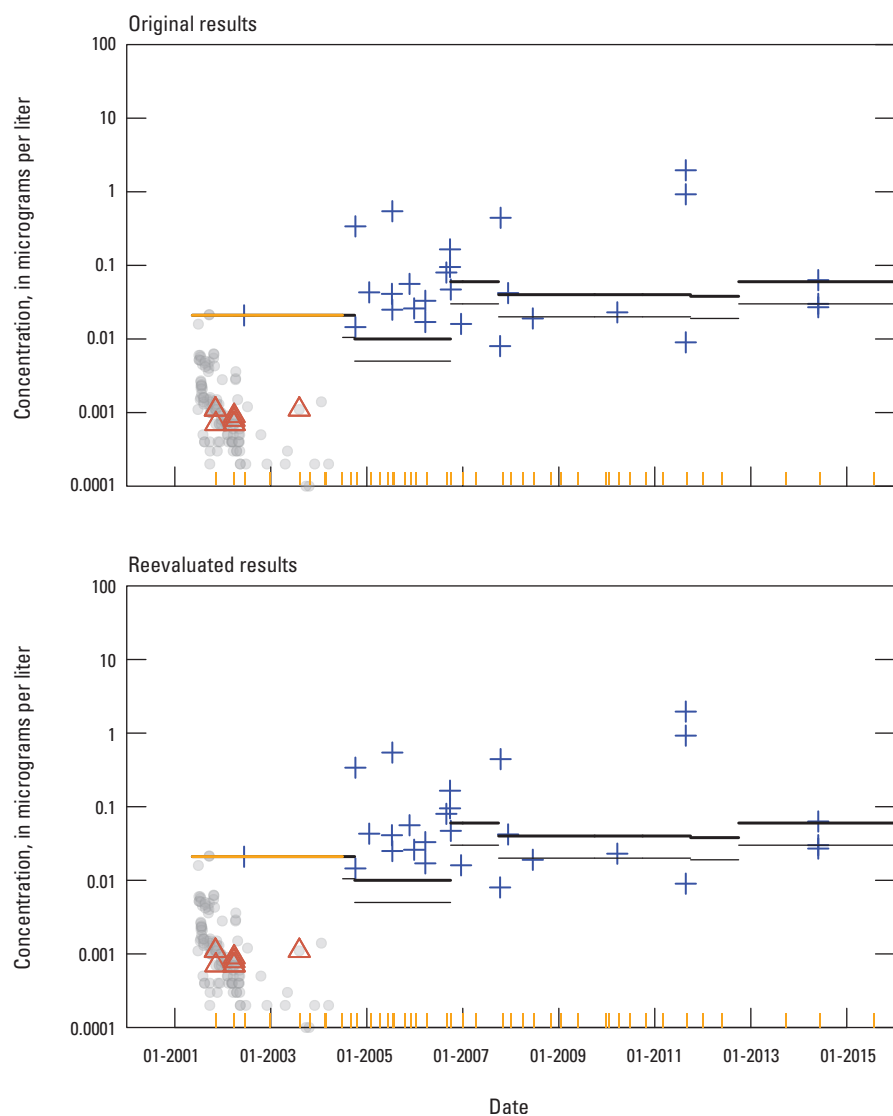 Original results
100
10
1
0.1
0.01
0.001
0.0001
Concentration, in micrograms per liter
Reevaluated results
100
10
1
0.1
0.01
0.001
0.0001
Concentration, in micrograms per liter
01-2001 01-2003 01-2005 01-2007 01-2009 01-2011 01-2013 01-2015
Date